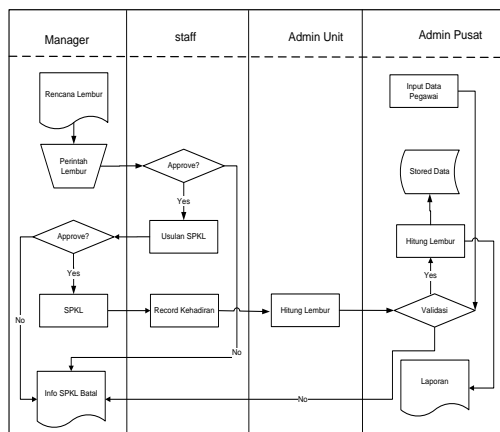 Manager
staff
Admin Unit
Admin Pusat
Rencana Lembur
Input Data
Pegawai
Perintah
Lembur
Approve?
Stored Data
Yes
Approve?
Usulan SPKL
Hitung Lembur
Yes
Yes
SPKL
Record Kehadiran
Hitung Lembur
Validasi
No
No
Info SPKL Batal
No
Laporan